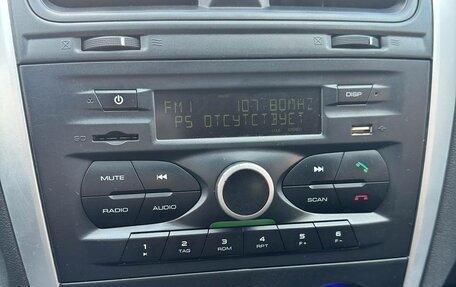 FM1 107.80MHZ
PS ОТСУТСТВУЕТ
DISP
MUTE
SCAN
RADIO AUDIO
1 2 3 4 5 6
TAG RDM RPT F+ F-